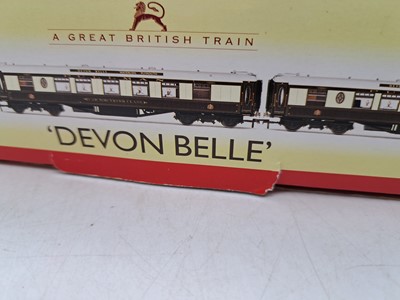 A GREAT BRITISH TRAIN
'DEVON BELLE'